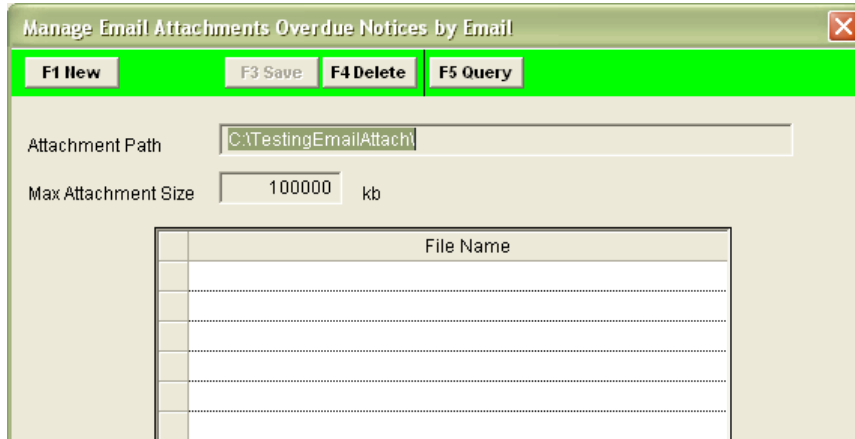 Manage Email Attachments Overdue Notices by Email
F1 New F3 Save F4 Delete F5 Query
Attachment Path C:\TestingEmailAttach\
Max Attachment Size 100000 kb
File Name